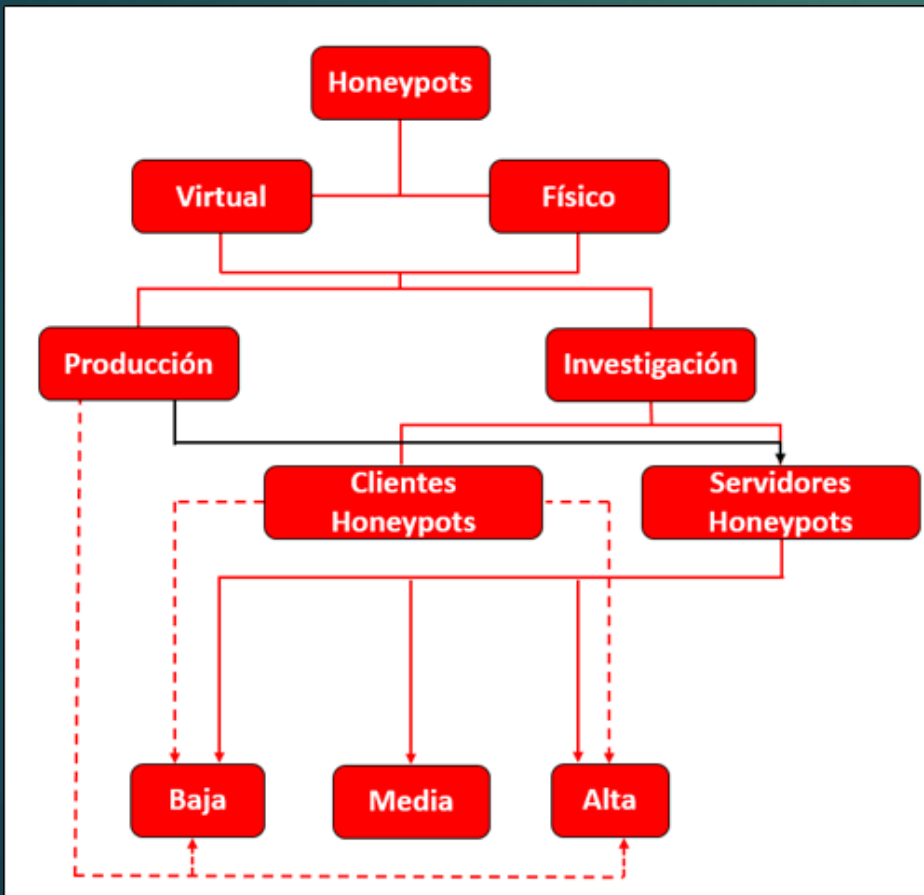 Honeypots
Virtual
Físico
Producción
Investigación
Clientes
Honeypots
Servidores
Honeypots
Baja
Media
Alta